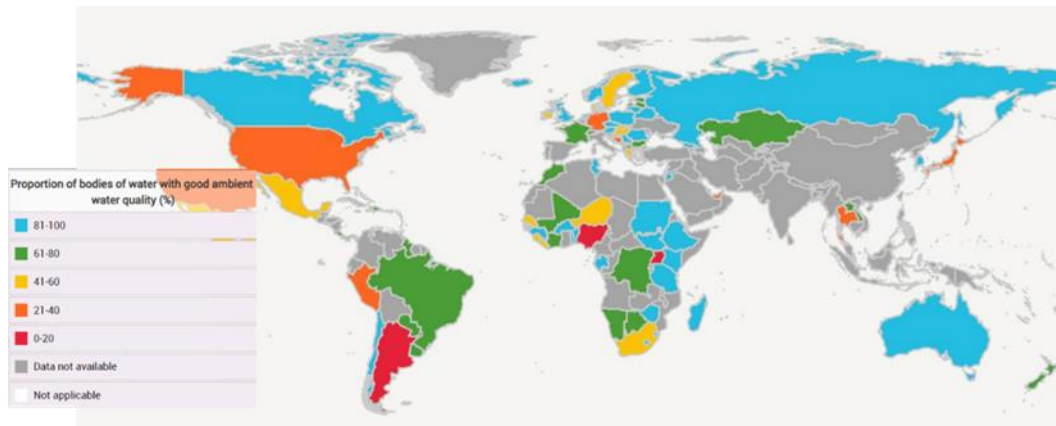 Proportion of bodies of water with good ambient
water quality (%)
81-100
61-80
41-60
21-40
0-20
Data not available
Not applicable